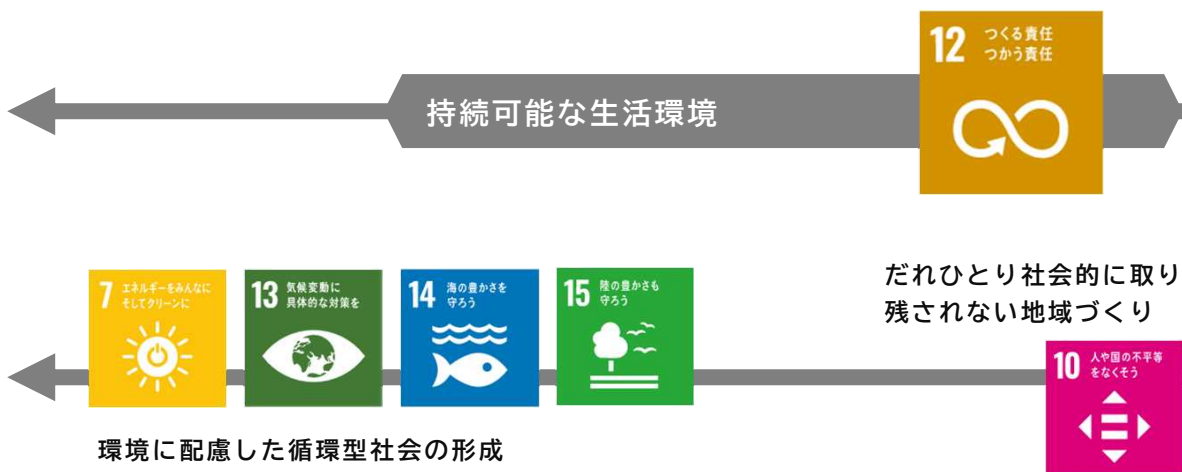 12 つくる責任
つかう責任
持続可能な生活環境
7 エネルギーをみんなに
そしてクリーンに
13 気候変動に
具体的な対策を
14 海の豊かさを
守ろう
15 陸の豊かさも
守ろう
だれひとり社会的に取り
残されない地域づくり
10 人や国の不平等
をなくそう
環境に配慮した循環型社会の形成